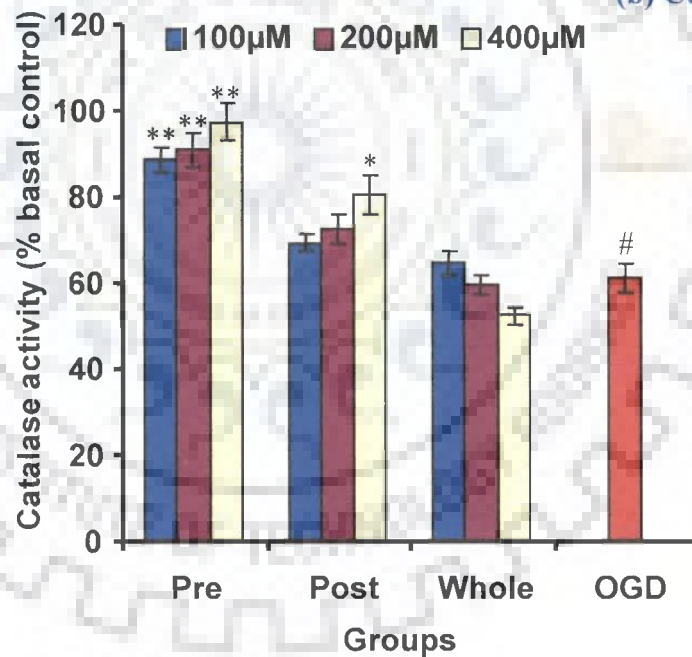 120
100
80
60
40
20
0
Catalase activity (% basal control)
100µM 200µM 400µM
** ** **
*
#
Pre Post Whole OGD
Groups